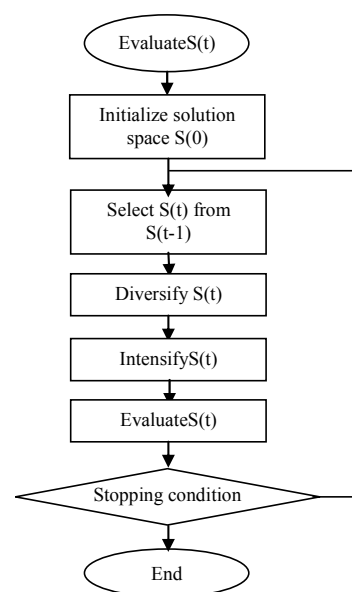 EvaluateS(t)
Initialize solution
space S(0)
Select S(t) from
S(t-1)
Diversify S(t)
IntensifyS(t)
EvaluateS(t)
Stopping condition
End